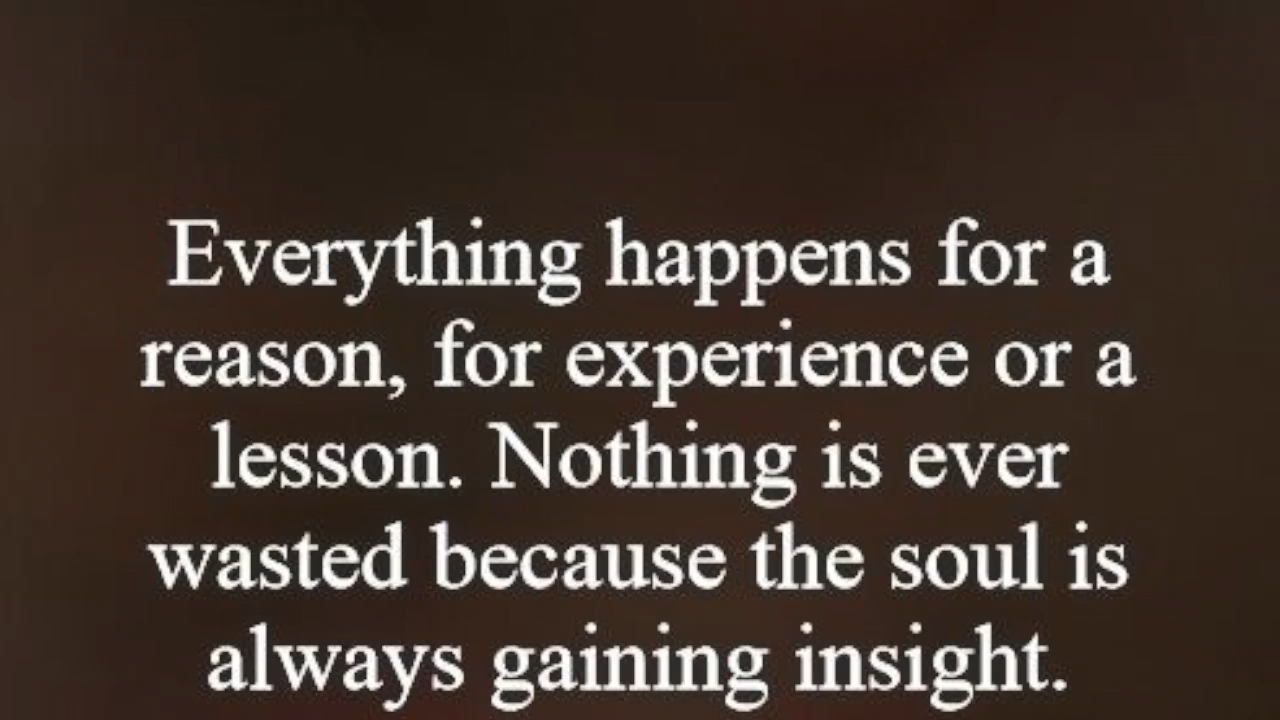 Everything happens for a
reason, for experience or a
lesson. Nothing is ever
wasted because the soul is
always gaining insight.